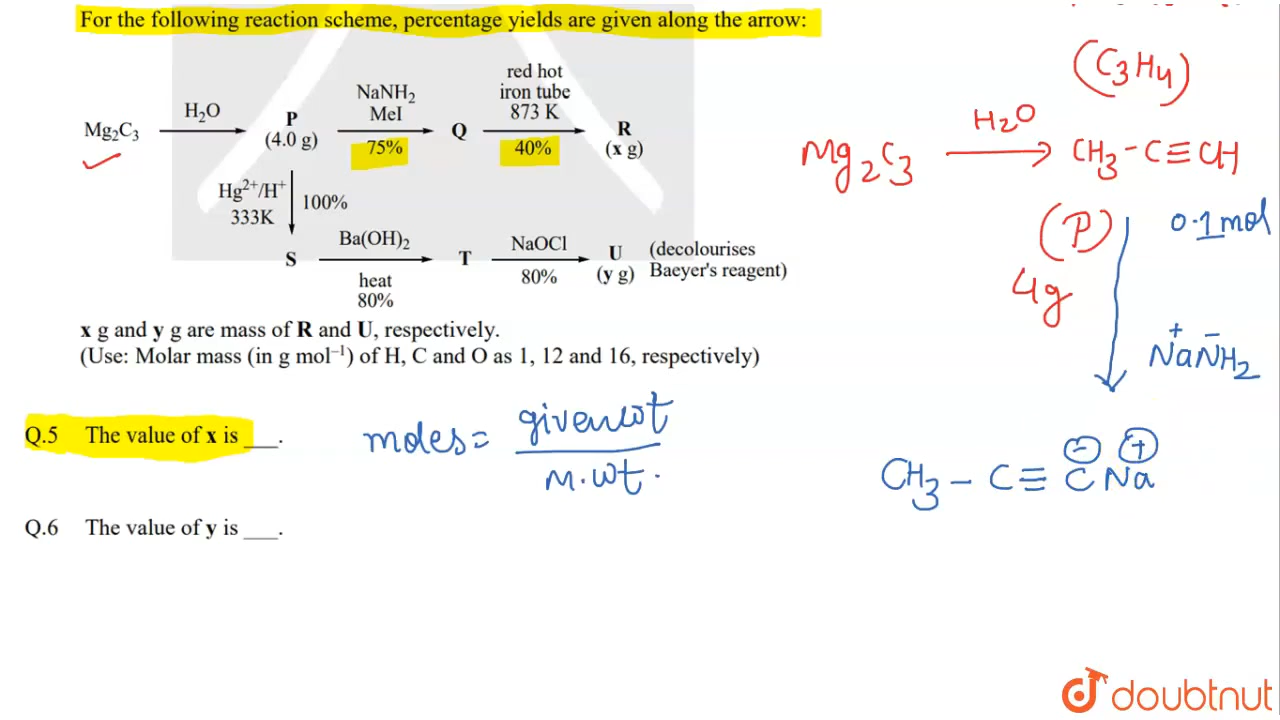 For the following reaction scheme, percentage yields are given along the arrow:
Mg₂C₃
H₂O
P
(4.0 g)
NaNH₂
MeI
75%
Q
red hot
iron tube
873 K
40%
R
(x g)
Hg²⁺/H⁺
333K
100%
S
Ba(OH)₂
heat
80%
T
NaOCl
80%
U
(y g)
(decolourises
Baeyer's reagent)
x g and y g are mass of R and U, respectively.
(Use: Molar mass (in g mol⁻¹) of H, C and O as 1, 12 and 16, respectively)
Q.5 The value of x is ___.
moles = given wt / M.wt.
Q.6 The value of y is ___.
(C₃H₄)
Mg₂C₃ H₂O CH₃-C≡CH
(P) 0.1 mol
4g
⁺NaN⁻H₂
CH₃-C≡C⊖ Na⊕
doubtnut